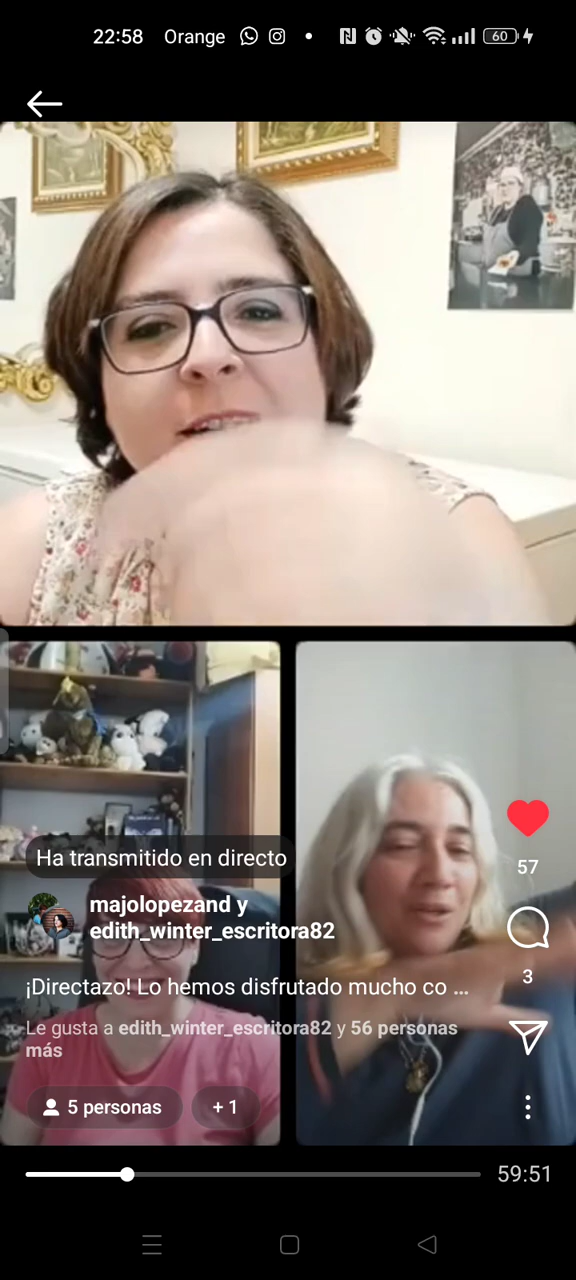 22:58 Orange 60
Ha transmitido en directo
majolopezand y
edith_winter_escritora82
¡Directazo! Lo hemos disfrutado mucho co ...
Le gusta a edith_winter_escritora82 y 56 personas
más
5 personas + 1
57
3
59:51